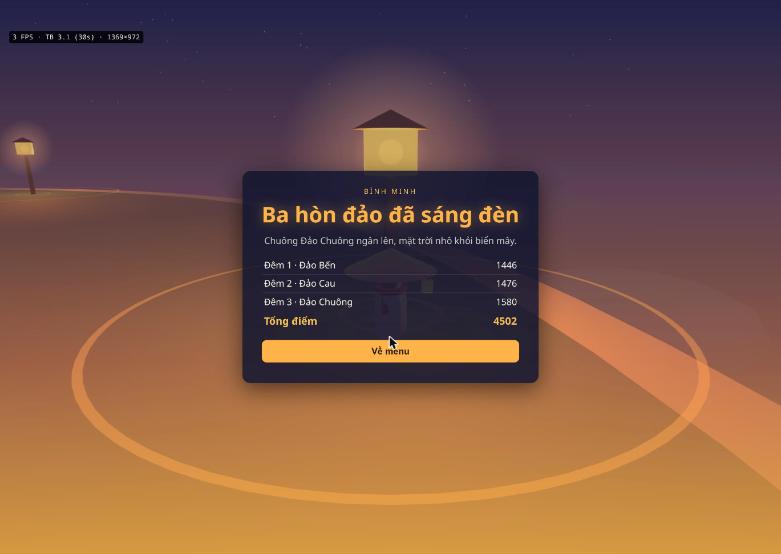 3 FPS · TB 3.1 (38s) · 1369×972
BÌNH MINH
Ba hòn đảo đã sáng đèn
Chuông Đảo Chuông ngân lên, mặt trời nhô khỏi biển mây.
Đêm 1 · Đảo Bến 1446
Đêm 2 · Đảo Cau 1476
Đêm 3 · Đảo Chuông 1580
Tổng điểm 4502
Về menu